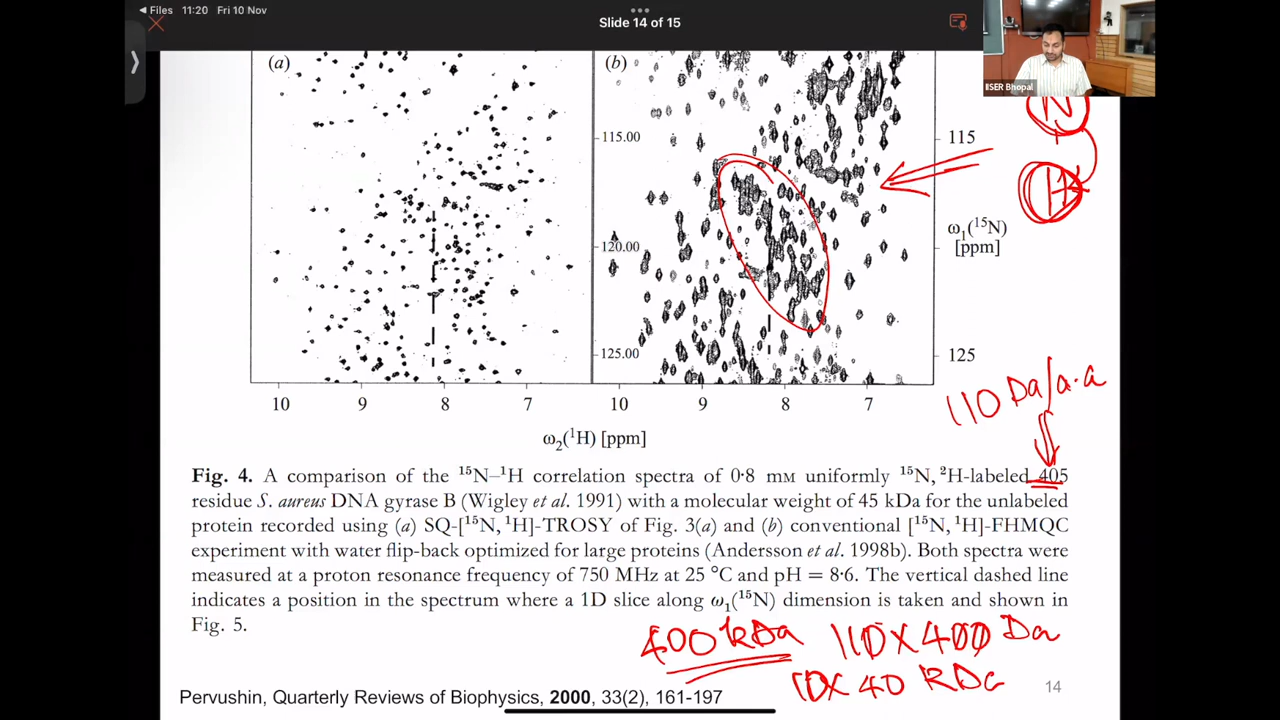 Files 11:20 Fri 10 Nov
Slide 14 of 15
IISER Bhopal
(a)
(b)
N
H
115.00
120.00
125.00
115
125
ω₁(¹⁵N)
[ppm]
10 9 8 7
10 9 8 7
ω₂(¹H) [ppm]
110 Da/a.a
Fig. 4. A comparison of the ¹⁵N–¹H correlation spectra of 0·8 mM uniformly ¹⁵N, ²H-labeled 405
residue S. aureus DNA gyrase B (Wigley et al. 1991) with a molecular weight of 45 kDa for the unlabeled
protein recorded using (a) SQ-[¹⁵N, ¹H]-TROSY of Fig. 3(a) and (b) conventional [¹⁵N, ¹H]-FHMQC
experiment with water flip-back optimized for large proteins (Andersson et al. 1998b). Both spectra were
measured at a proton resonance frequency of 750 MHz at 25 °C and pH = 8·6. The vertical dashed line
indicates a position in the spectrum where a 1D slice along ω₁(¹⁵N) dimension is taken and shown in
Fig. 5.
400 kDa
110 X 400 Da
10 X 40 KDa
Pervushin, Quarterly Reviews of Biophysics, 2000, 33(2), 161-197
14